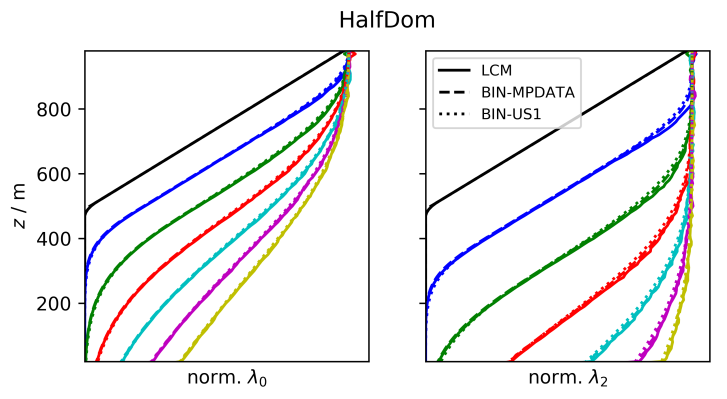 HalfDom
z / m
800
600
400
200
norm. λ₀
LCM
BIN-MPDATA
BIN-US1
norm. λ₂